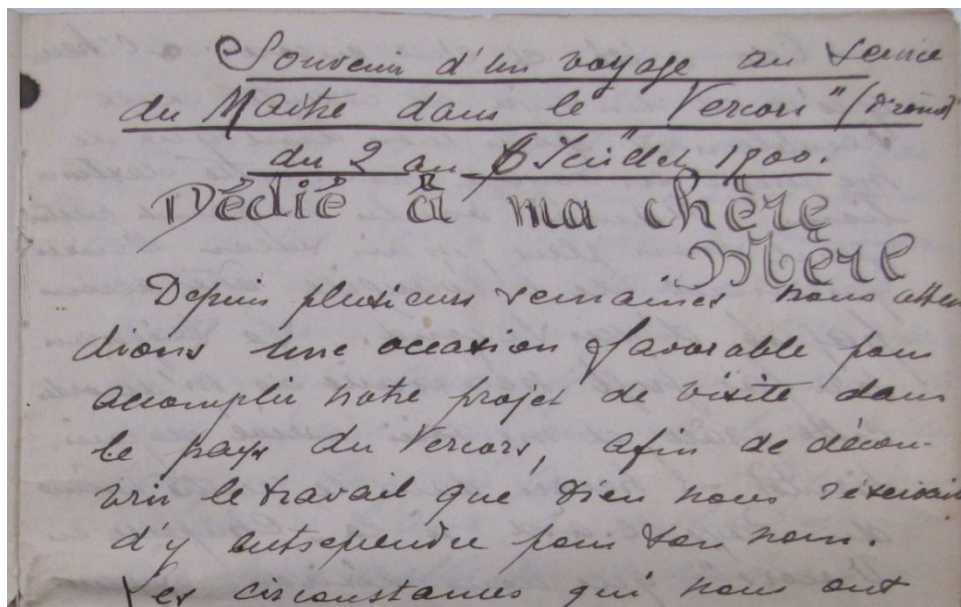 Souvenir d'un voyage au service
du Maître dans le "Vercors" (Drome)
du 2 au 6 Juillet 1900.
Dédié à ma chère
Mère
Depuis plusieurs semaines nous atten
dions une occasion favorable pour
accomplir notre projet de visite dans
le pays du Vercors, afin de décou-
vrir le travail que Dieu nous réservait
d'y entreprendre pour son nom.
Les circonstances qui nous ont